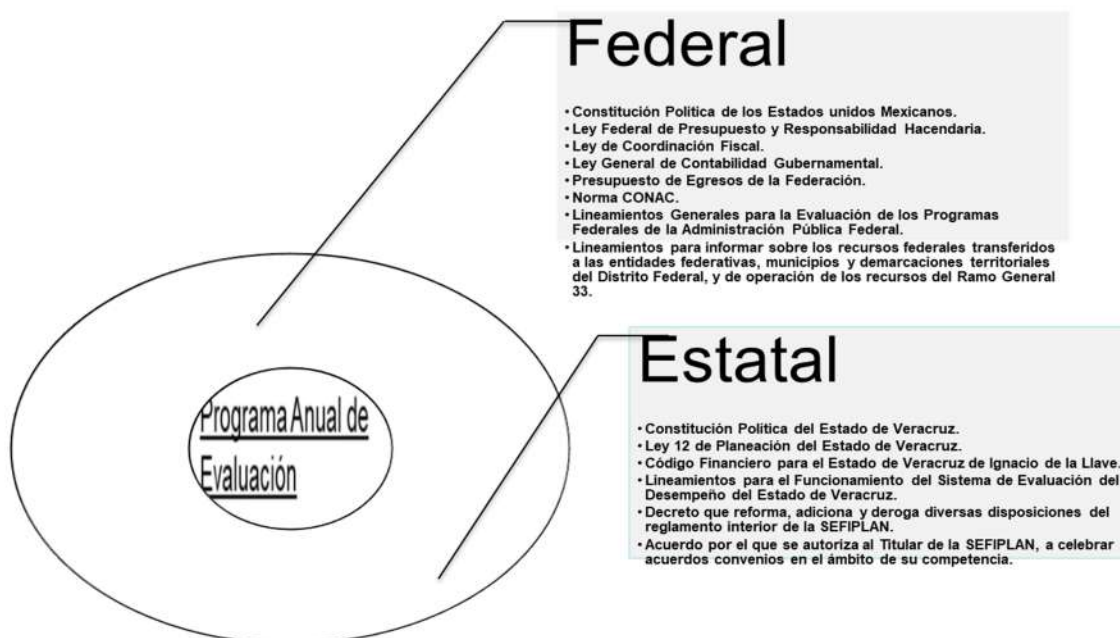 Federal
• Constitución Política de los Estados unidos Mexicanos.
• Ley Federal de Presupuesto y Responsabilidad Hacendaria.
• Ley de Coordinación Fiscal.
• Ley General de Contabilidad Gubernamental.
• Presupuesto de Egresos de la Federación.
• Norma CONAC.
• Lineamientos Generales para la Evaluación de los Programas
Federales de la Administración Pública Federal.
• Lineamientos para informar sobre los recursos federales transferidos
a las entidades federativas, municipios y demarcaciones territoriales
del Distrito Federal, y de operación de los recursos del Ramo General
33.
Estatal
• Constitución Política del Estado de Veracruz.
• Ley 12 de Planeación del Estado de Veracruz.
• Código Financiero para el Estado de Veracruz de Ignacio de la Llave.
• Lineamientos para el Funcionamiento del Sistema de Evaluación del
Desempeño del Estado de Veracruz.
• Decreto que reforma, adiciona y deroga diversas disposiciones del
reglamento interior de la SEFIPLAN.
• Acuerdo por el que se autoriza al Titular de la SEFIPLAN, a celebrar
acuerdos convenios en el ámbito de su competencia.
Programa Anual de
Evaluación